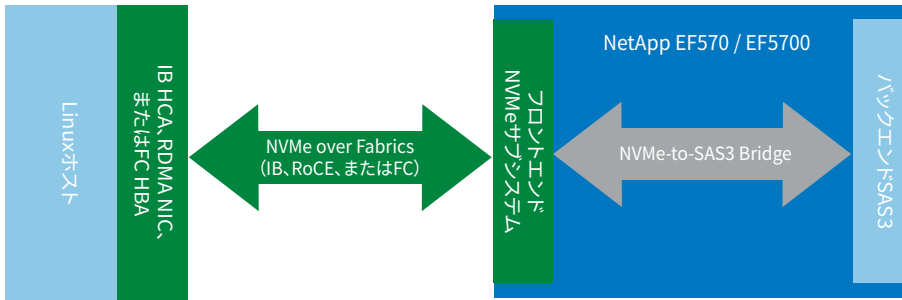 Linuxホスト
IB HCA、RDMA NIC、
またはFC HBA
NVMe over Fabrics
（IB、RoCE、またはFC）
フロントエンド
NVMeサブシステム
NetApp EF570 / EF5700
NVMe-to-SAS3 Bridge
バックエンドSAS3